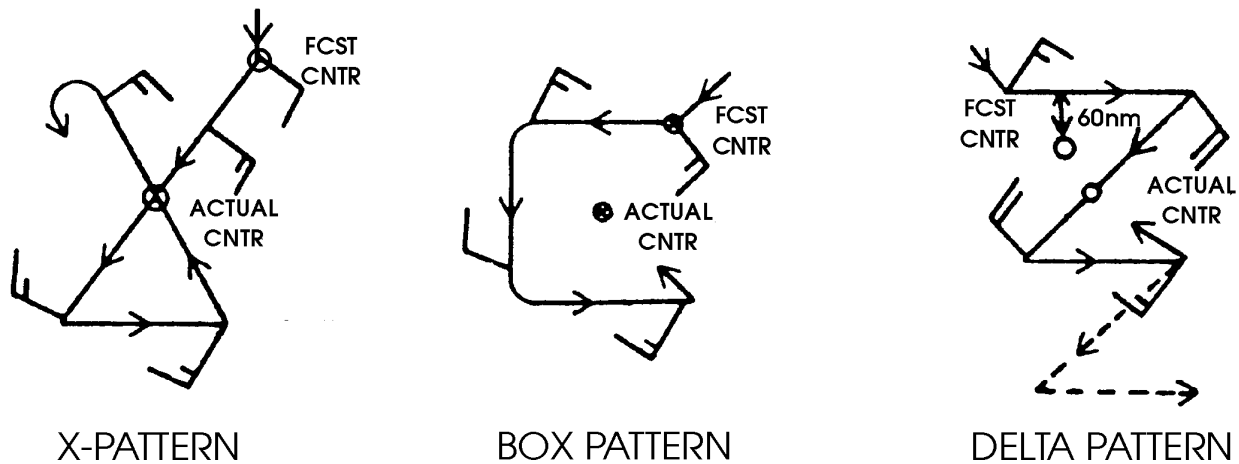 FCST
CNTR
ACTUAL
CNTR
X-PATTERN
FCST
CNTR
ACTUAL
CNTR
BOX PATTERN
FCST
CNTR
60nm
ACTUAL
CNTR
DELTA PATTERN